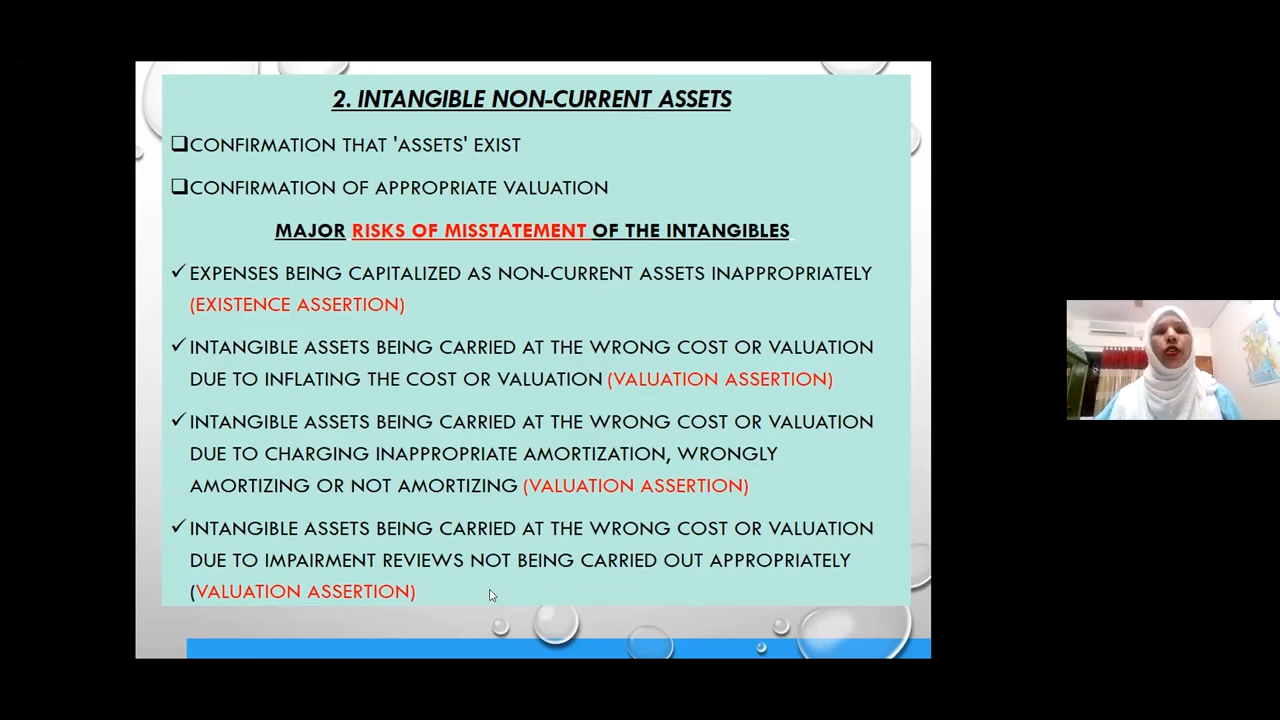 2. INTANGIBLE NON-CURRENT ASSETS
CONFIRMATION THAT 'ASSETS' EXIST
CONFIRMATION OF APPROPRIATE VALUATION
MAJOR RISKS OF MISSTATEMENT OF THE INTANGIBLES
EXPENSES BEING CAPITALIZED AS NON-CURRENT ASSETS INAPPROPRIATELY
(EXISTENCE ASSERTION)
INTANGIBLE ASSETS BEING CARRIED AT THE WRONG COST OR VALUATION
DUE TO INFLATING THE COST OR VALUATION (VALUATION ASSERTION)
INTANGIBLE ASSETS BEING CARRIED AT THE WRONG COST OR VALUATION
DUE TO CHARGING INAPPROPRIATE AMORTIZATION, WRONGLY
AMORTIZING OR NOT AMORTIZING (VALUATION ASSERTION)
INTANGIBLE ASSETS BEING CARRIED AT THE WRONG COST OR VALUATION
DUE TO IMPAIRMENT REVIEWS NOT BEING CARRIED OUT APPROPRIATELY
(VALUATION ASSERTION)